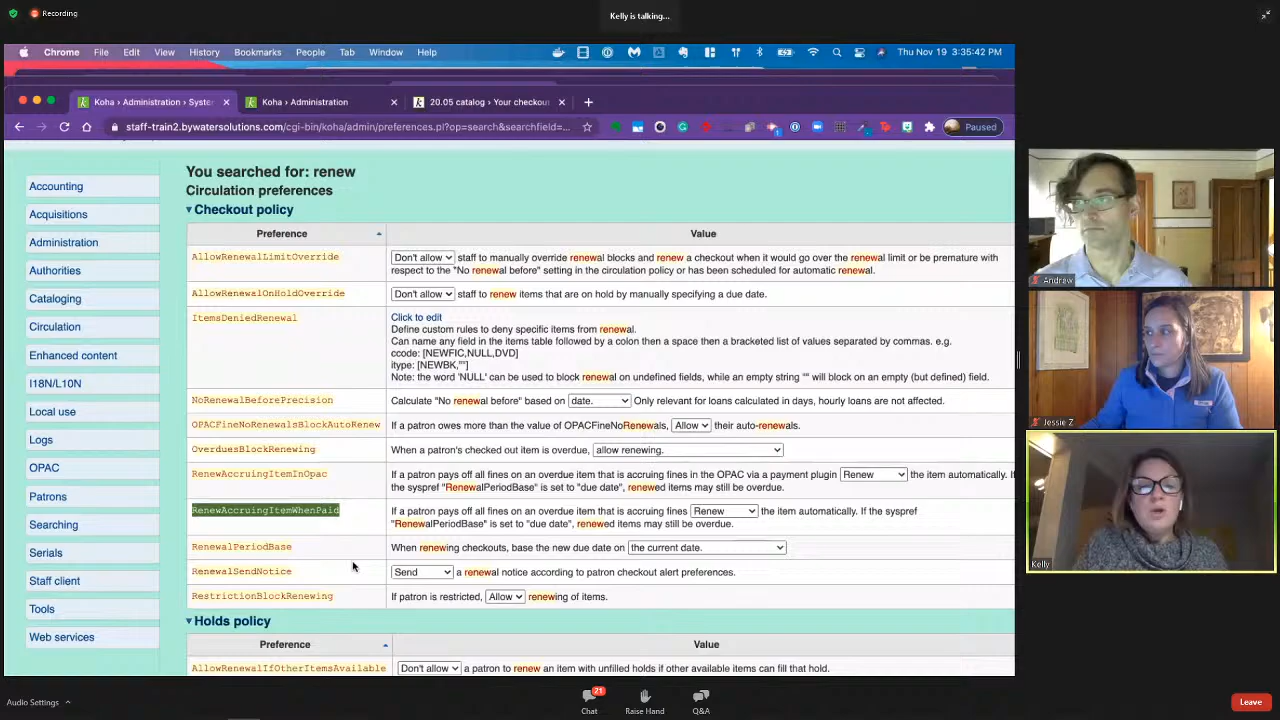 Recording
Kelly is talking...
Chrome File Edit View History Bookmarks People Tab Window Help
Thu Nov 19 3:35:42 PM
Koha › Administration › Syste
Koha › Administration
20.05 catalog › Your checkou
staff-train2.bywatersolutions.com/cgi-bin/koha/admin/preferences.pl?op=search&searchfield=...
Paused
Accounting
Acquisitions
Administration
Authorities
Cataloging
Circulation
Enhanced content
I18N/L10N
Local use
Logs
OPAC
Patrons
Searching
Serials
Staff client
Tools
Web services
You searched for: renew
Circulation preferences
Checkout policy
Preference Value
AllowRenewalLimitOverride Don't allow staff to manually override renewal blocks and renew a checkout when it would go over the renewal limit or be premature with
respect to the "No renewal before" setting in the circulation policy or has been scheduled for automatic renewal.
AllowRenewalOnHoldOverride Don't allow staff to renew items that are on hold by manually specifying a due date.
ItemsDeniedRenewal Click to edit
Define custom rules to deny specific items from renewal.
Can name any field in the items table followed by a colon then a space then a bracketed list of values separated by commas. e.g.
ccode: [NEWFIC,NULL,DVD]
itype: [NEWBK,""]
Note: the word 'NULL' can be used to block renewal on undefined fields, while an empty string "" will block on an empty (but defined) field.
NoRenewalBeforePrecision Calculate "No renewal before" based on date. Only relevant for loans calculated in days, hourly loans are not affected.
OPACFineNoRenewalsBlockAutoRenew If a patron owes more than the value of OPACFineNoRenewals, Allow their auto-renewals.
OverduesBlockRenewing When a patron's checked out item is overdue, allow renewing.
RenewAccruingItemInOpac If a patron pays off all fines on an overdue item that is accruing fines in the OPAC via a payment plugin Renew the item automatically. If
the syspref "RenewalPeriodBase" is set to "due date", renewed items may still be overdue.
RenewAccruingItemWhenPaid If a patron pays off all fines on an overdue item that is accruing fines Renew the item automatically. If the syspref
"RenewalPeriodBase" is set to "due date", renewed items may still be overdue.
RenewalPeriodBase When renewing checkouts, base the new due date on the current date.
RenewalSendNotice Send a renewal notice according to patron checkout alert preferences.
RestrictionBlockRenewing If patron is restricted, Allow renewing of items.
Holds policy
Preference Value
AllowRenewalIfOtherItemsAvailable Don't allow a patron to renew an item with unfilled holds if other available items can fill that hold.
Andrew
Jessie Z
Kelly
Audio Settings
21
Chat
Raise Hand
Q&A
Leave